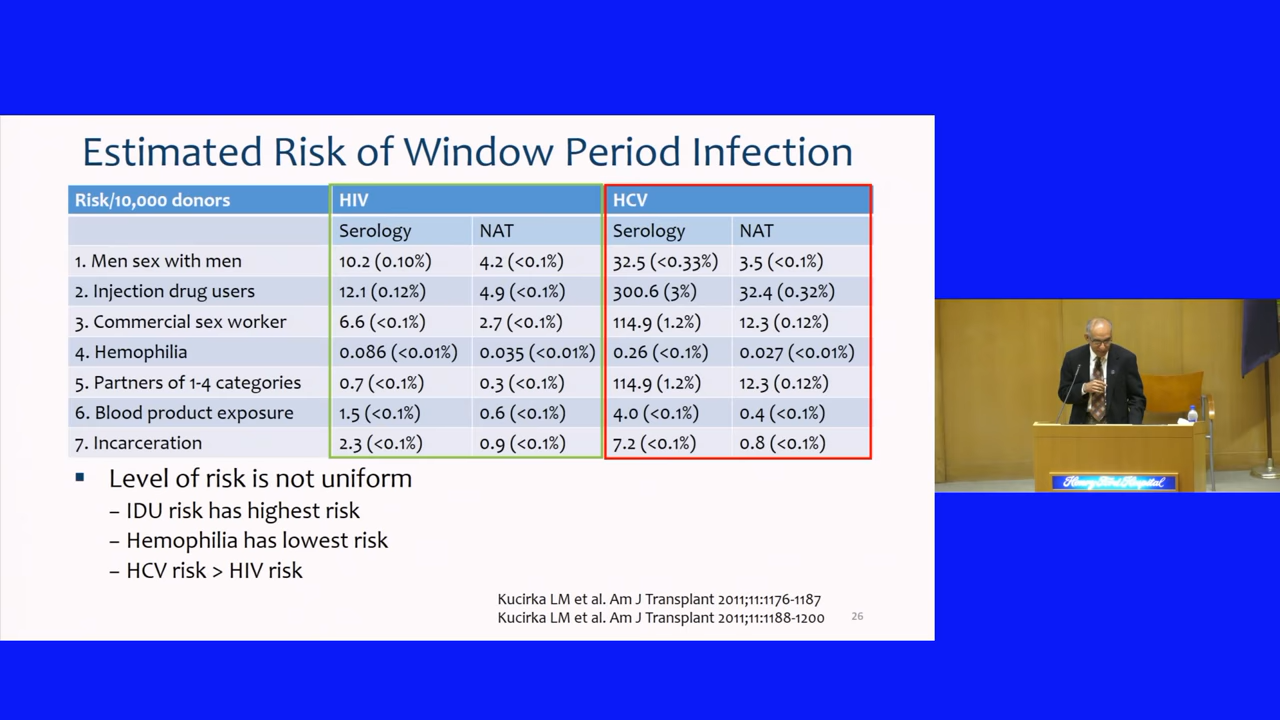 Estimated Risk of Window Period Infection
Risk/10,000 donors HIV HCV
Serology NAT Serology NAT
1. Men sex with men 10.2 (0.10%) 4.2 (<0.1%) 32.5 (<0.33%) 3.5 (<0.1%)
2. Injection drug users 12.1 (0.12%) 4.9 (<0.1%) 300.6 (3%) 32.4 (0.32%)
3. Commercial sex worker 6.6 (<0.1%) 2.7 (<0.1%) 114.9 (1.2%) 12.3 (0.12%)
4. Hemophilia 0.086 (<0.01%) 0.035 (<0.01%) 0.26 (<0.1%) 0.027 (<0.01%)
5. Partners of 1-4 categories 0.7 (<0.1%) 0.3 (<0.1%) 114.9 (1.2%) 12.3 (0.12%)
6. Blood product exposure 1.5 (<0.1%) 0.6 (<0.1%) 4.0 (<0.1%) 0.4 (<0.1%)
7. Incarceration 2.3 (<0.1%) 0.9 (<0.1%) 7.2 (<0.1%) 0.8 (<0.1%)
▪ Level of risk is not uniform
– IDU risk has highest risk
– Hemophilia has lowest risk
– HCV risk > HIV risk
Kucirka LM et al. Am J Transplant 2011;11:1176-1187
Kucirka LM et al. Am J Transplant 2011;11:1188-1200
26
Henry Ford Hospital